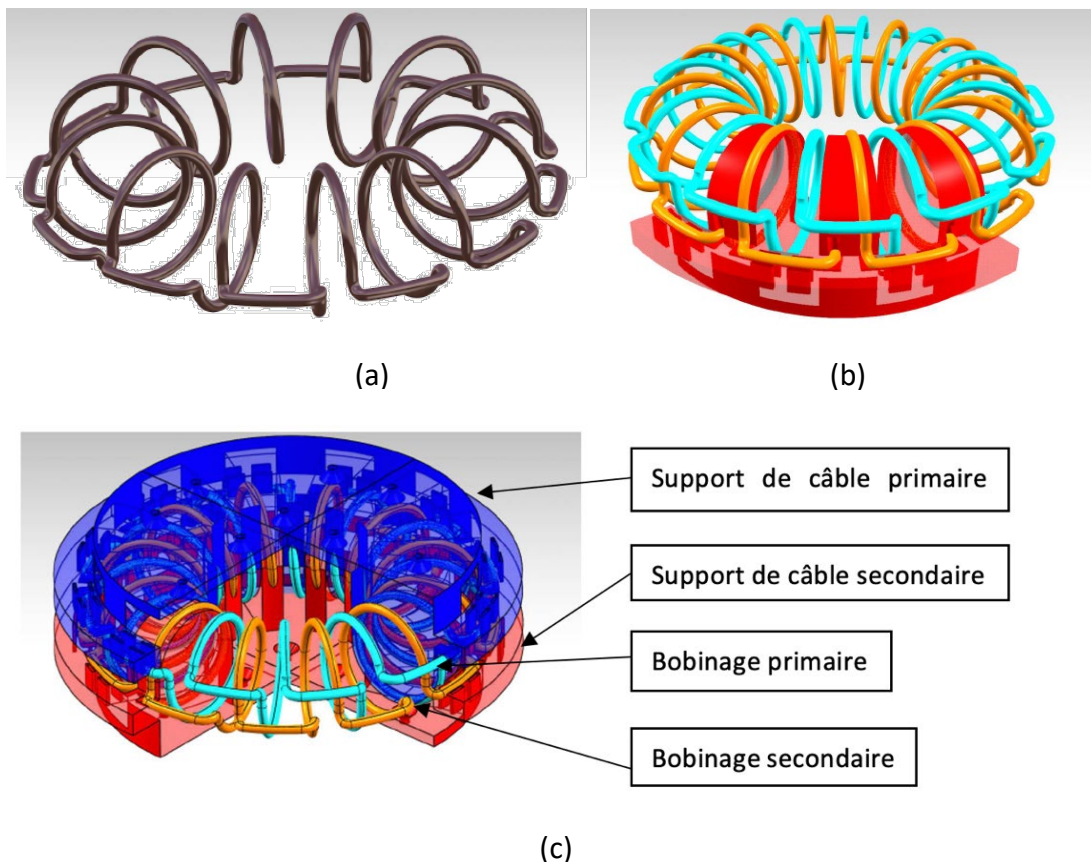 (a)
(b)
Support de câble primaire
Support de câble secondaire
Bobinage primaire
Bobinage secondaire
(c)